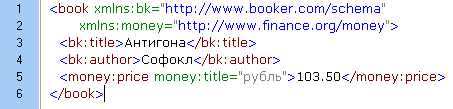 1 <book xmlns:bk="http://www.booker.com/schema"
2 xmlns:money="http://www.finance.org/money">
3 <bk:title>Антигона</bk:title>
4 <bk:author>Софокл</bk:author>
5 <money:price money:title="рубль">103.50</money:price>
6 </book>